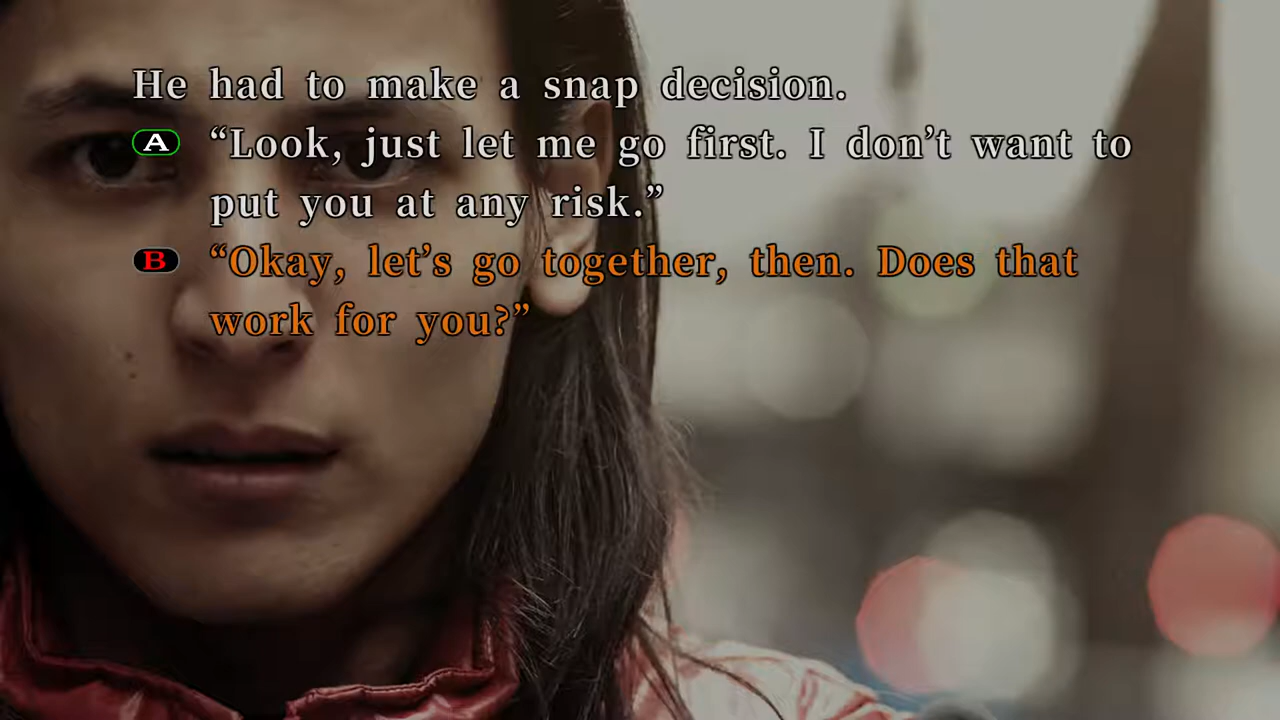 He had to make a snap decision.
A “Look, just let me go first. I don’t want to
put you at any risk.”
B “Okay, let’s go together, then. Does that
work for you?”